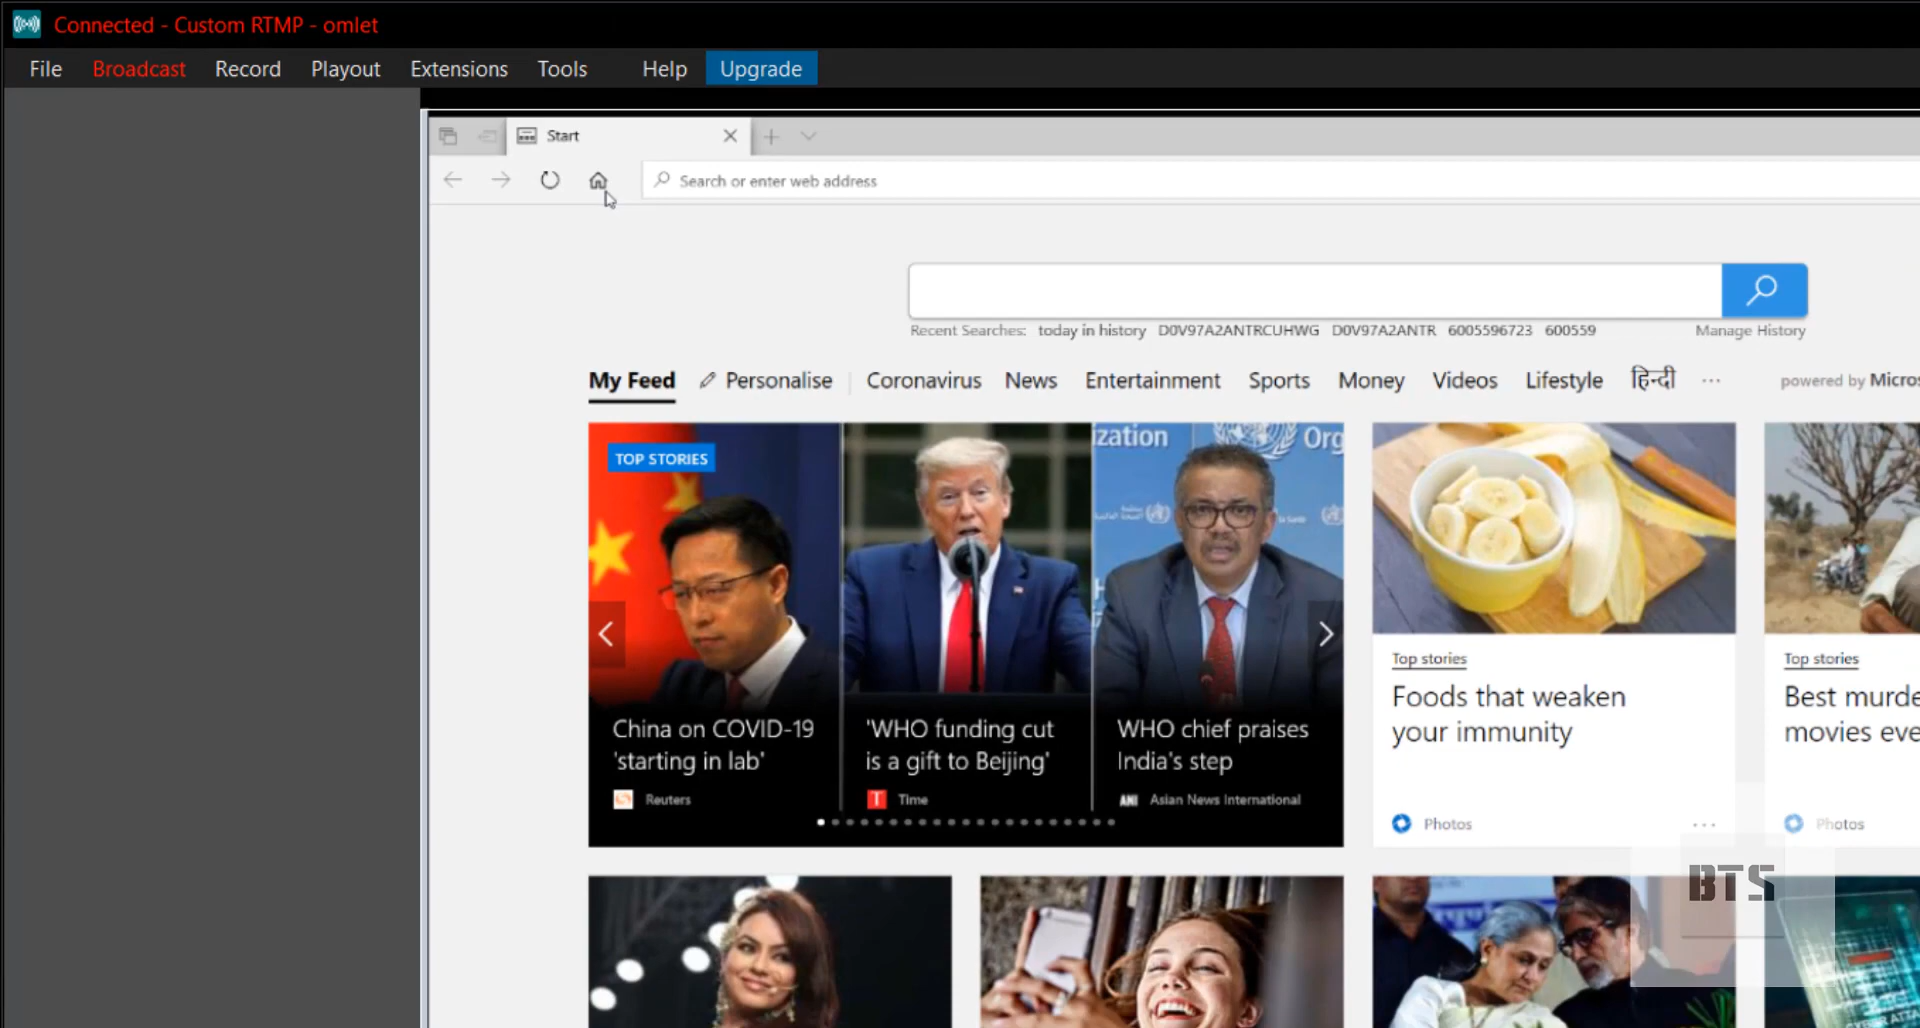 Connected - Custom RTMP - omlet
File Broadcast Record Playout Extensions Tools Help Upgrade
Start
Search or enter web address
Recent Searches: today in history D0V97A2ANTRCUHWG D0V97A2ANTR 6005596723 600559 Manage History
My Feed Personalise Coronavirus News Entertainment Sports Money Videos Lifestyle हिन्दी ... powered by Micros
TOP STORIES
ization Org
China on COVID-19
'starting in lab'
Reuters
'WHO funding cut
is a gift to Beijing'
T Time
WHO chief praises
India's step
ANI Asian News International
Top stories
Foods that weaken
your immunity
Photos
Top stories
Best murde
movies eve
Photos
BTS